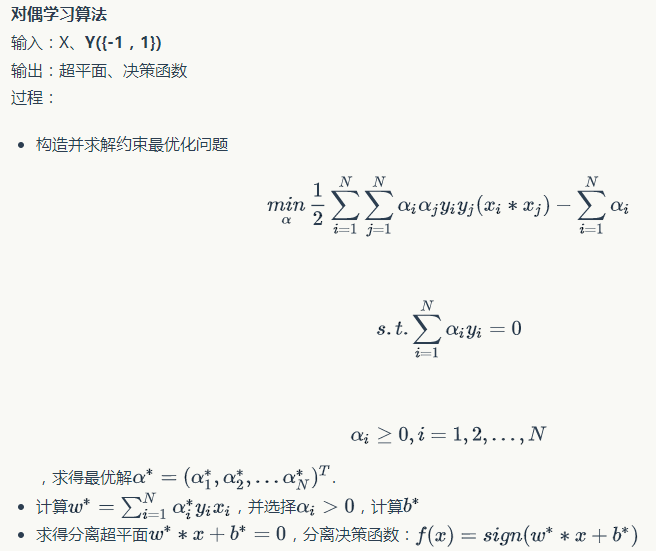 对偶学习算法
输入：X、Y({-1，1})
输出：超平面、决策函数
过程：
• 构造并求解约束最优化问题
$$\underset{\alpha}{min} \frac{1}{2} \sum_{i=1}^{N} \sum_{j=1}^{N} \alpha_i \alpha_j y_i y_j (x_i * x_j) - \sum_{i=1}^{N} \alpha_i$$
$$s.t. \sum_{i=1}^{N} \alpha_i y_i = 0$$
$$\alpha_i \geq 0, i = 1, 2, \ldots, N$$
，求得最优解$\alpha^* = (\alpha_1^*, \alpha_2^*, \ldots \alpha_N^*)^T$.
• 计算$w^* = \sum_{i=1}^{N} \alpha_i^* y_i x_i$，并选择$\alpha_i > 0$，计算$b^*$
• 求得分离超平面$w^* * x + b^* = 0$，分离决策函数：$f(x) = sign(w^* * x + b^*)$